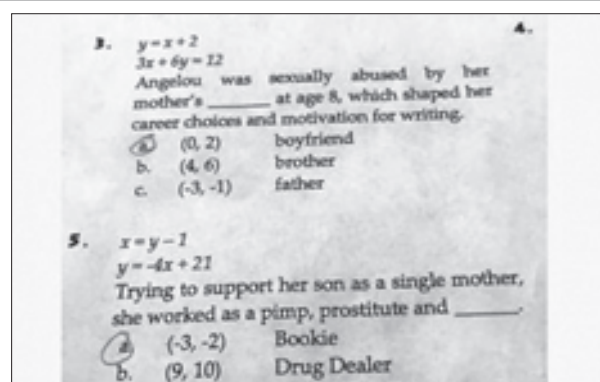 3. y=x+2
4.
3x+6y=12
Angelou was sexually abused by her
mother's ______ at age 8, which shaped her
career choices and motivation for writing.
a. (0, 2) boyfriend
b. (4, 6) brother
c. (-3, -1) father
5. x=y-1
y=-4x+21
Trying to support her son as a single mother,
she worked as a pimp, prostitute and ______.
a. (-3, -2) Bookie
b. (9, 10) Drug Dealer